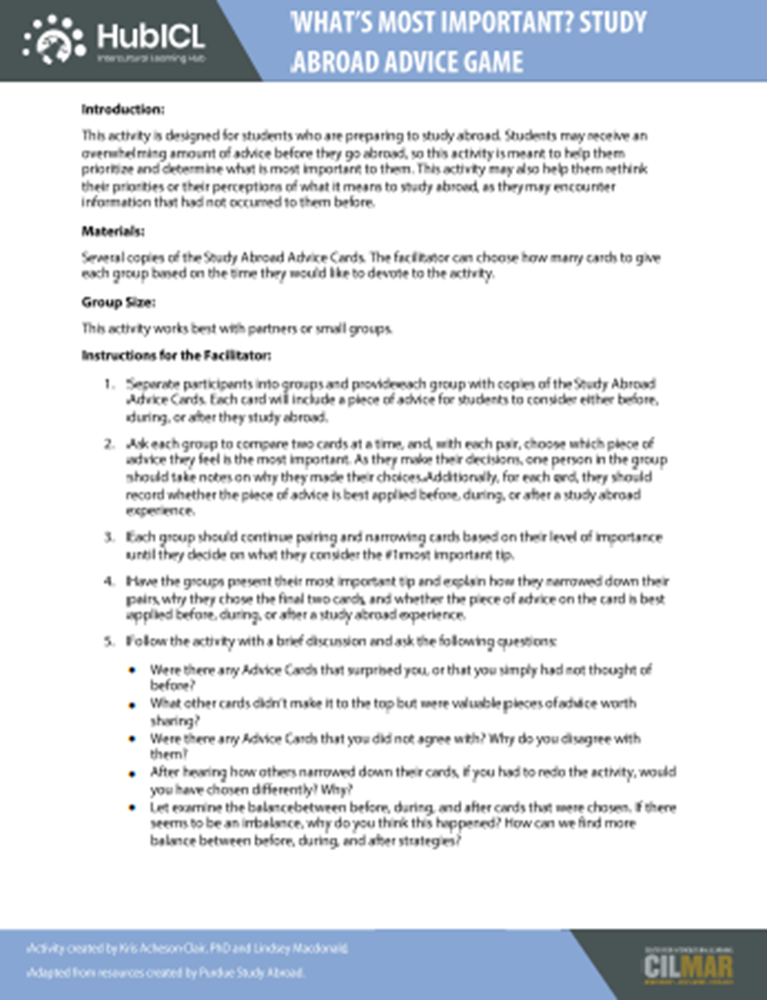 HubICL
Intercultural Learning Hub
WHAT'S MOST IMPORTANT? STUDY
ABROAD ADVICE GAME
Introduction:
This activity is designed for students who are preparing to study abroad. Students may receive an
overwhelming amount of advice before they go abroad, so this activity is meant to help them
prioritize and determine what is most important to them. This activity may also help them rethink
their priorities or their perceptions of what it means to study abroad, as they may encounter
information that had not occurred to them before.
Materials:
Several copies of the Study Abroad Advice Cards. The facilitator can choose how many cards to give
each group based on the time they would like to devote to the activity.
Group Size:
This activity works best with partners or small groups.
Instructions for the Facilitator:
1. Separate participants into groups and provide each group with copies of the Study Abroad
Advice Cards. Each card will include a piece of advice for students to consider either before,
during, or after they study abroad.
2. Ask each group to compare two cards at a time, and, with each pair, choose which piece of
advice they feel is the most important. As they make their decisions, one person in the group
should take notes on why they made their choices. Additionally, for each card, they should
record whether the piece of advice is best applied before, during, or after a study abroad
experience.
3. Each group should continue pairing and narrowing cards based on their level of importance
until they decide on what they consider the #1 most important tip.
4. Have the groups present their most important tip and explain how they narrowed down their
pairs, why they chose the final two cards, and whether the piece of advice on the card is best
applied before, during, or after a study abroad experience.
5. Follow the activity with a brief discussion and ask the following questions:
• Were there any Advice Cards that surprised you, or that you simply had not thought of
before?
• What other cards didn't make it to the top but were valuable pieces of advice worth
sharing?
• Were there any Advice Cards that you did not agree with? Why do you disagree with
them?
• After hearing how others narrowed down their cards, if you had to redo the activity, would
you have chosen differently? Why?
• Let examine the balance between before, during, and after cards that were chosen. If there
seems to be an imbalance, why do you think this happened? How can we find more
balance between before, during, and after strategies?
Activity created by Kris Acheson-Clair, PhD and Lindsey Macdonald.
Adapted from resources created by Purdue Study Abroad.
CILMAR